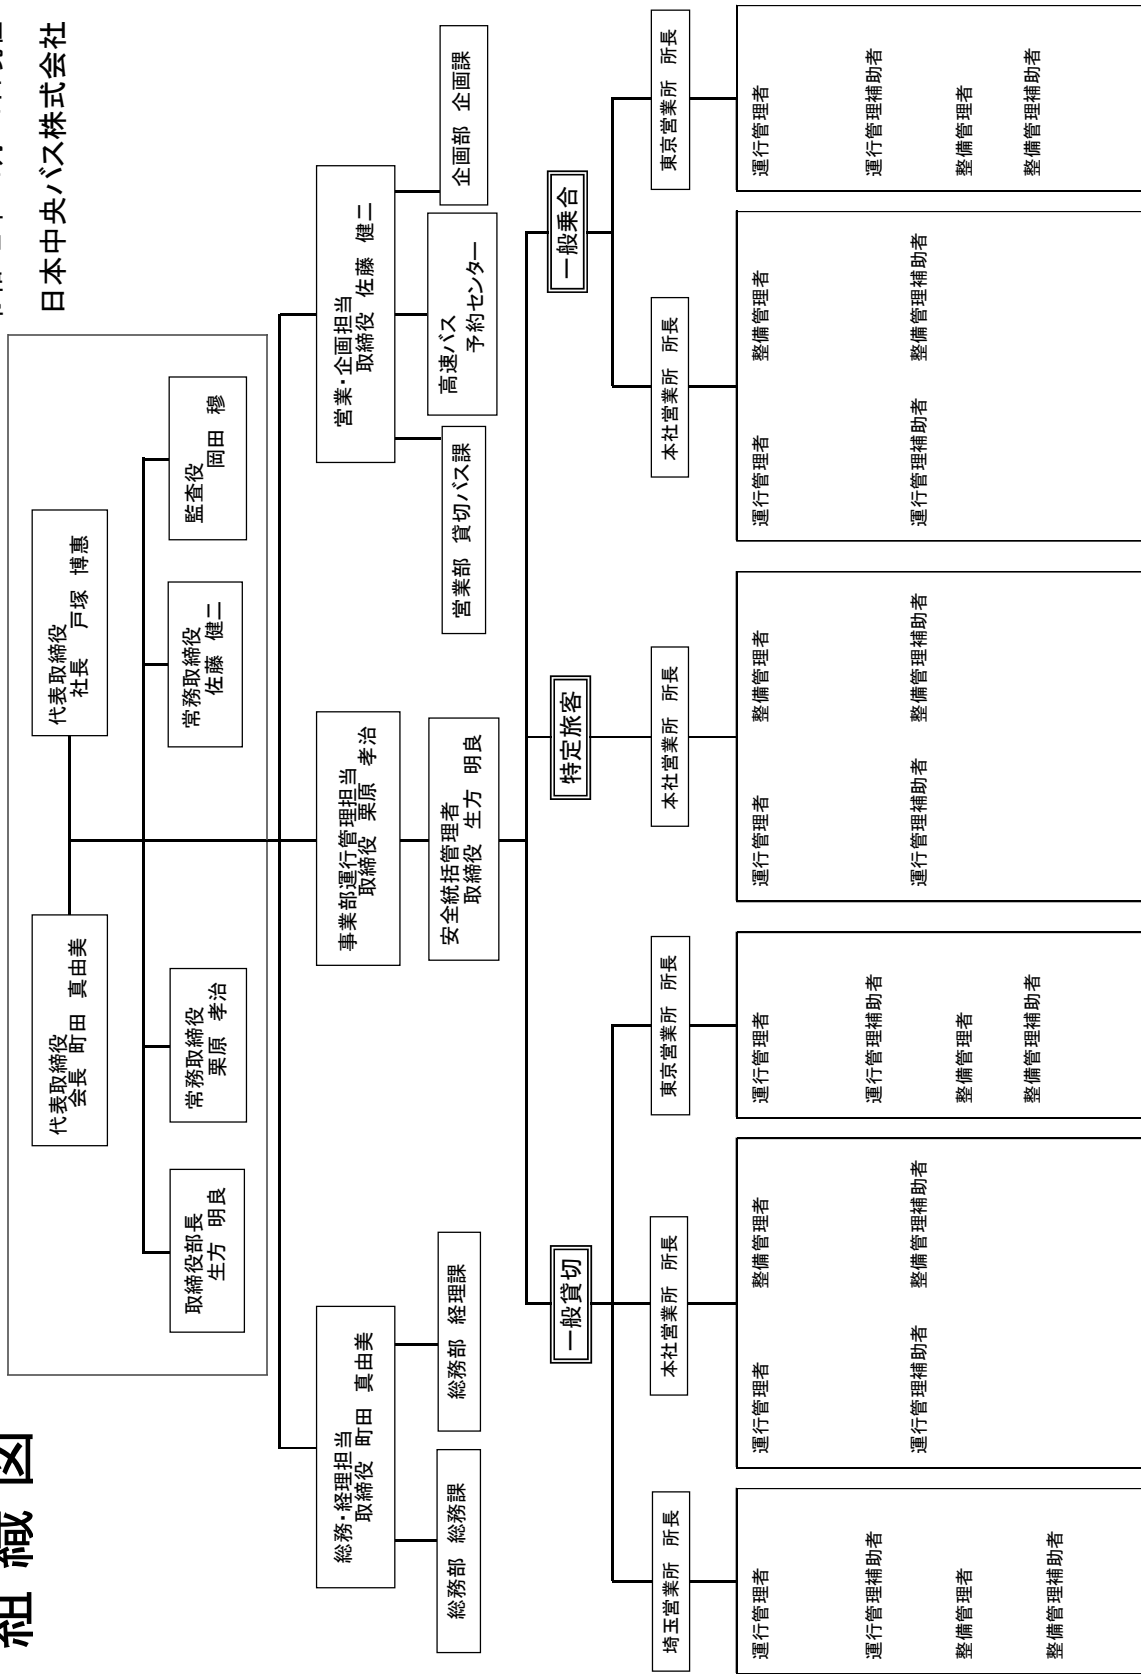 組織図
日本中央バス株式会社
代表取締役
会長 町田 真由美
代表取締役
社長 戸塚 博惠
取締役部長
生方 明良
常務取締役
栗原 孝治
常務取締役
佐藤 健二
監査役
岡田 穆
総務・経理担当
取締役 町田 真由美
事業部運行管理担当
取締役 栗原 孝治
営業・企画担当
取締役 佐藤 健二
総務部 総務課
総務部 経理課
安全統括管理者
取締役 生方 明良
営業部 貸切バス課
高速バス
予約センター
企画部 企画課
一般貸切
特定旅客
一般乗合
埼玉営業所 所長
本社営業所 所長
東京営業所 所長
本社営業所 所長
本社営業所 所長
東京営業所 所長
運行管理者
運行管理補助者
整備管理者
整備管理補助者
運行管理者 整備管理者
運行管理補助者 整備管理補助者
運行管理者
運行管理補助者
整備管理者
整備管理補助者
運行管理者 整備管理者
運行管理補助者 整備管理補助者
運行管理者 整備管理者
運行管理補助者 整備管理補助者
運行管理者
運行管理補助者
整備管理者
整備管理補助者